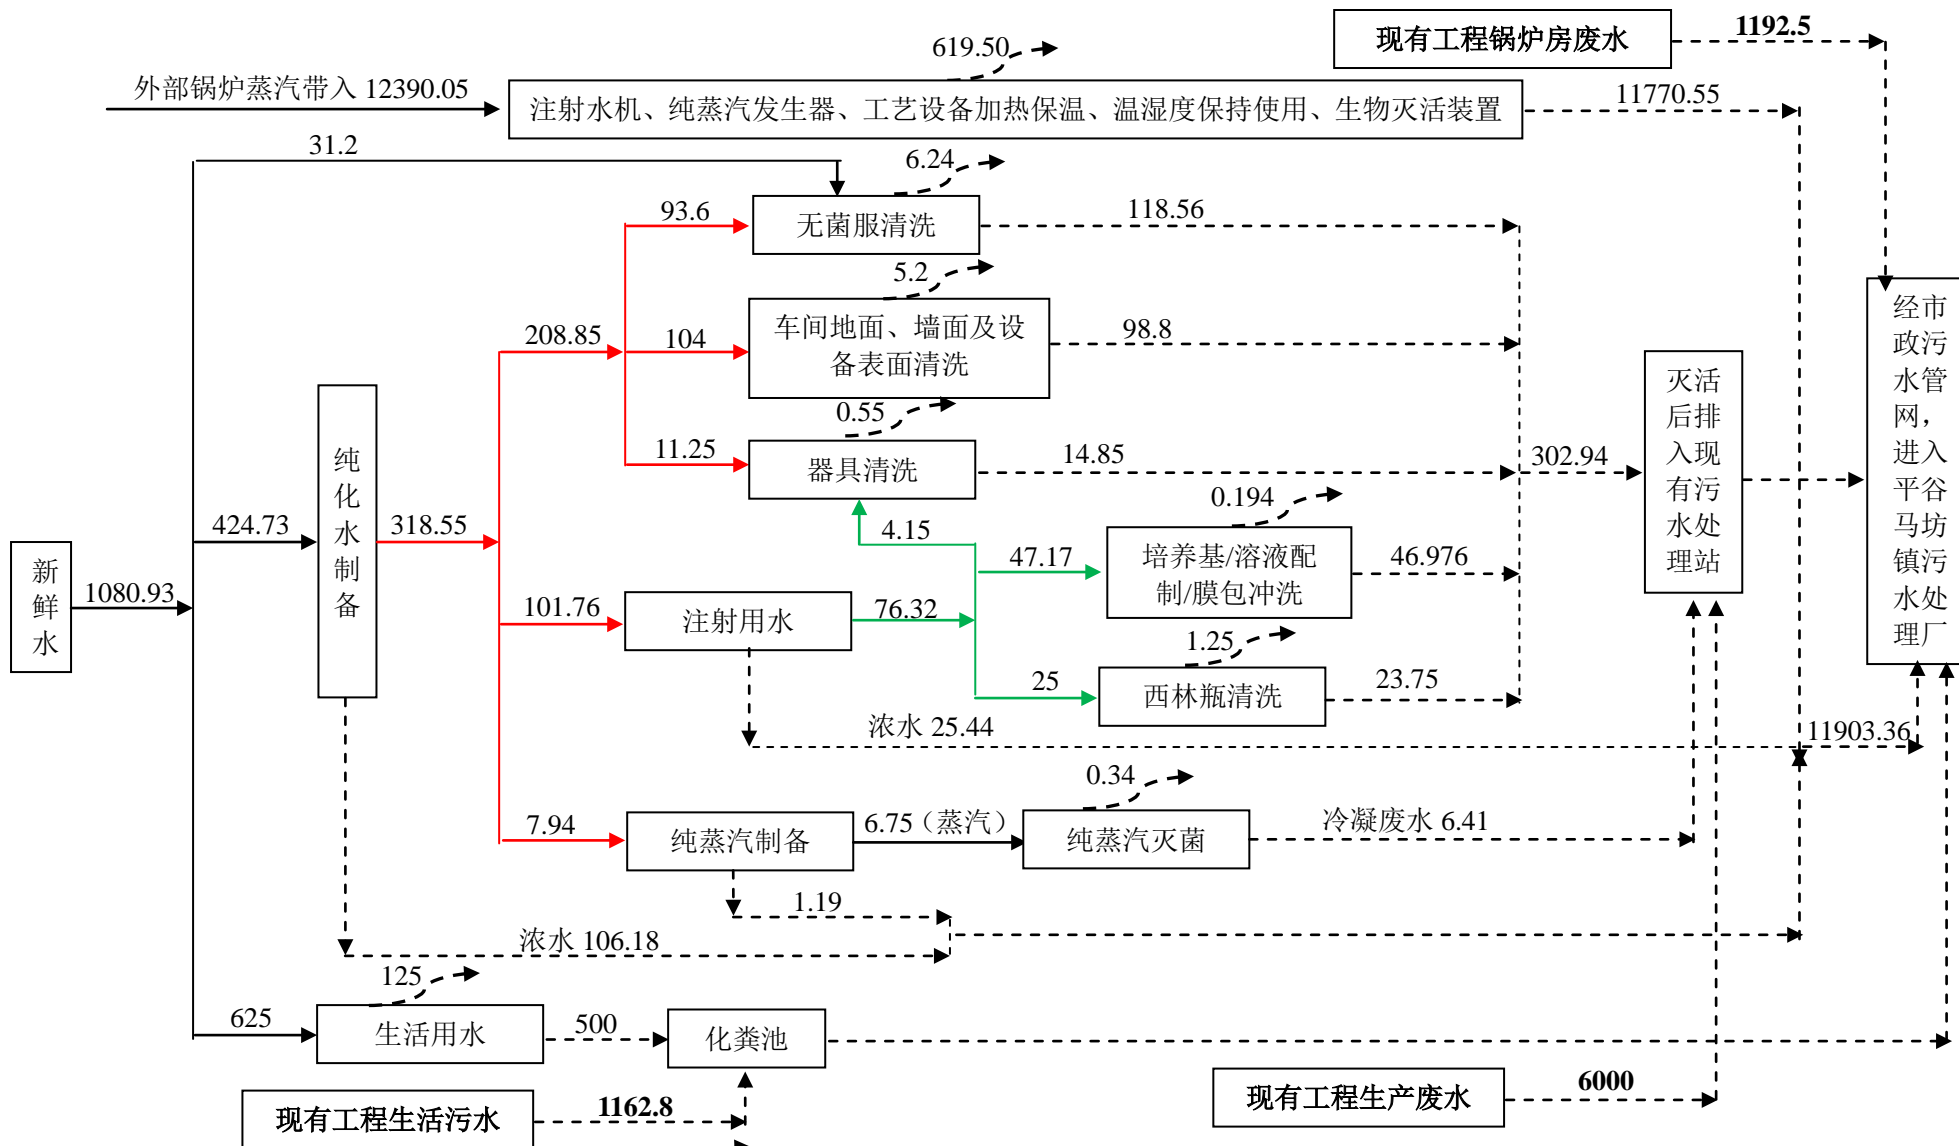 619.50
现有工程锅炉房废水
1192.5
外部锅炉蒸汽带入 12390.05
注射水机、纯蒸汽发生器、工艺设备加热保温、温湿度保持使用、生物灭活装置
11770.55
31.2
6.24
93.6
无菌服清洗
118.56
5.2
208.85
104
车间地面、墙面及设
备表面清洗
98.8
0.55
11.25
器具清洗
14.85
302.94
灭活
后排
入现
有污
水处
理站
经市
政污
水管
网，
进入
平谷
马坊
镇污
水处
理厂
0.194
纯
化
水
制
备
424.73
318.55
4.15
47.17
培养基/溶液配
制/膜包冲洗
46.976
新
鲜
水
1080.93
101.76
注射用水
76.32
1.25
25
西林瓶清洗
23.75
浓水 25.44
11903.36
0.34
7.94
纯蒸汽制备
6.75（蒸汽）
纯蒸汽灭菌
冷凝废水 6.41
1.19
浓水 106.18
125
625
生活用水
500
化粪池
现有工程生活污水
1162.8
现有工程生产废水
6000